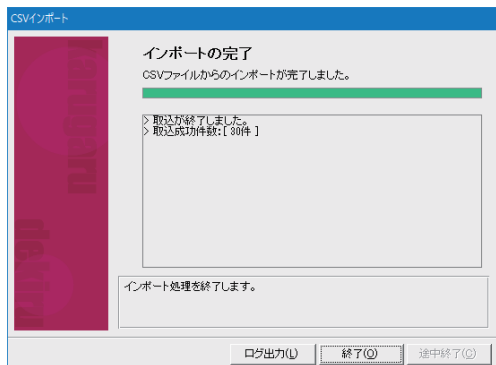 CSVインポート
インポートの完了
CSVファイルからのインポートが完了しました。
> 取込が終了しました。
> 取込成功件数:[ 30件 ]
インポート処理を終了します。
ログ出力(L)
終了(O)
途中終了(C)